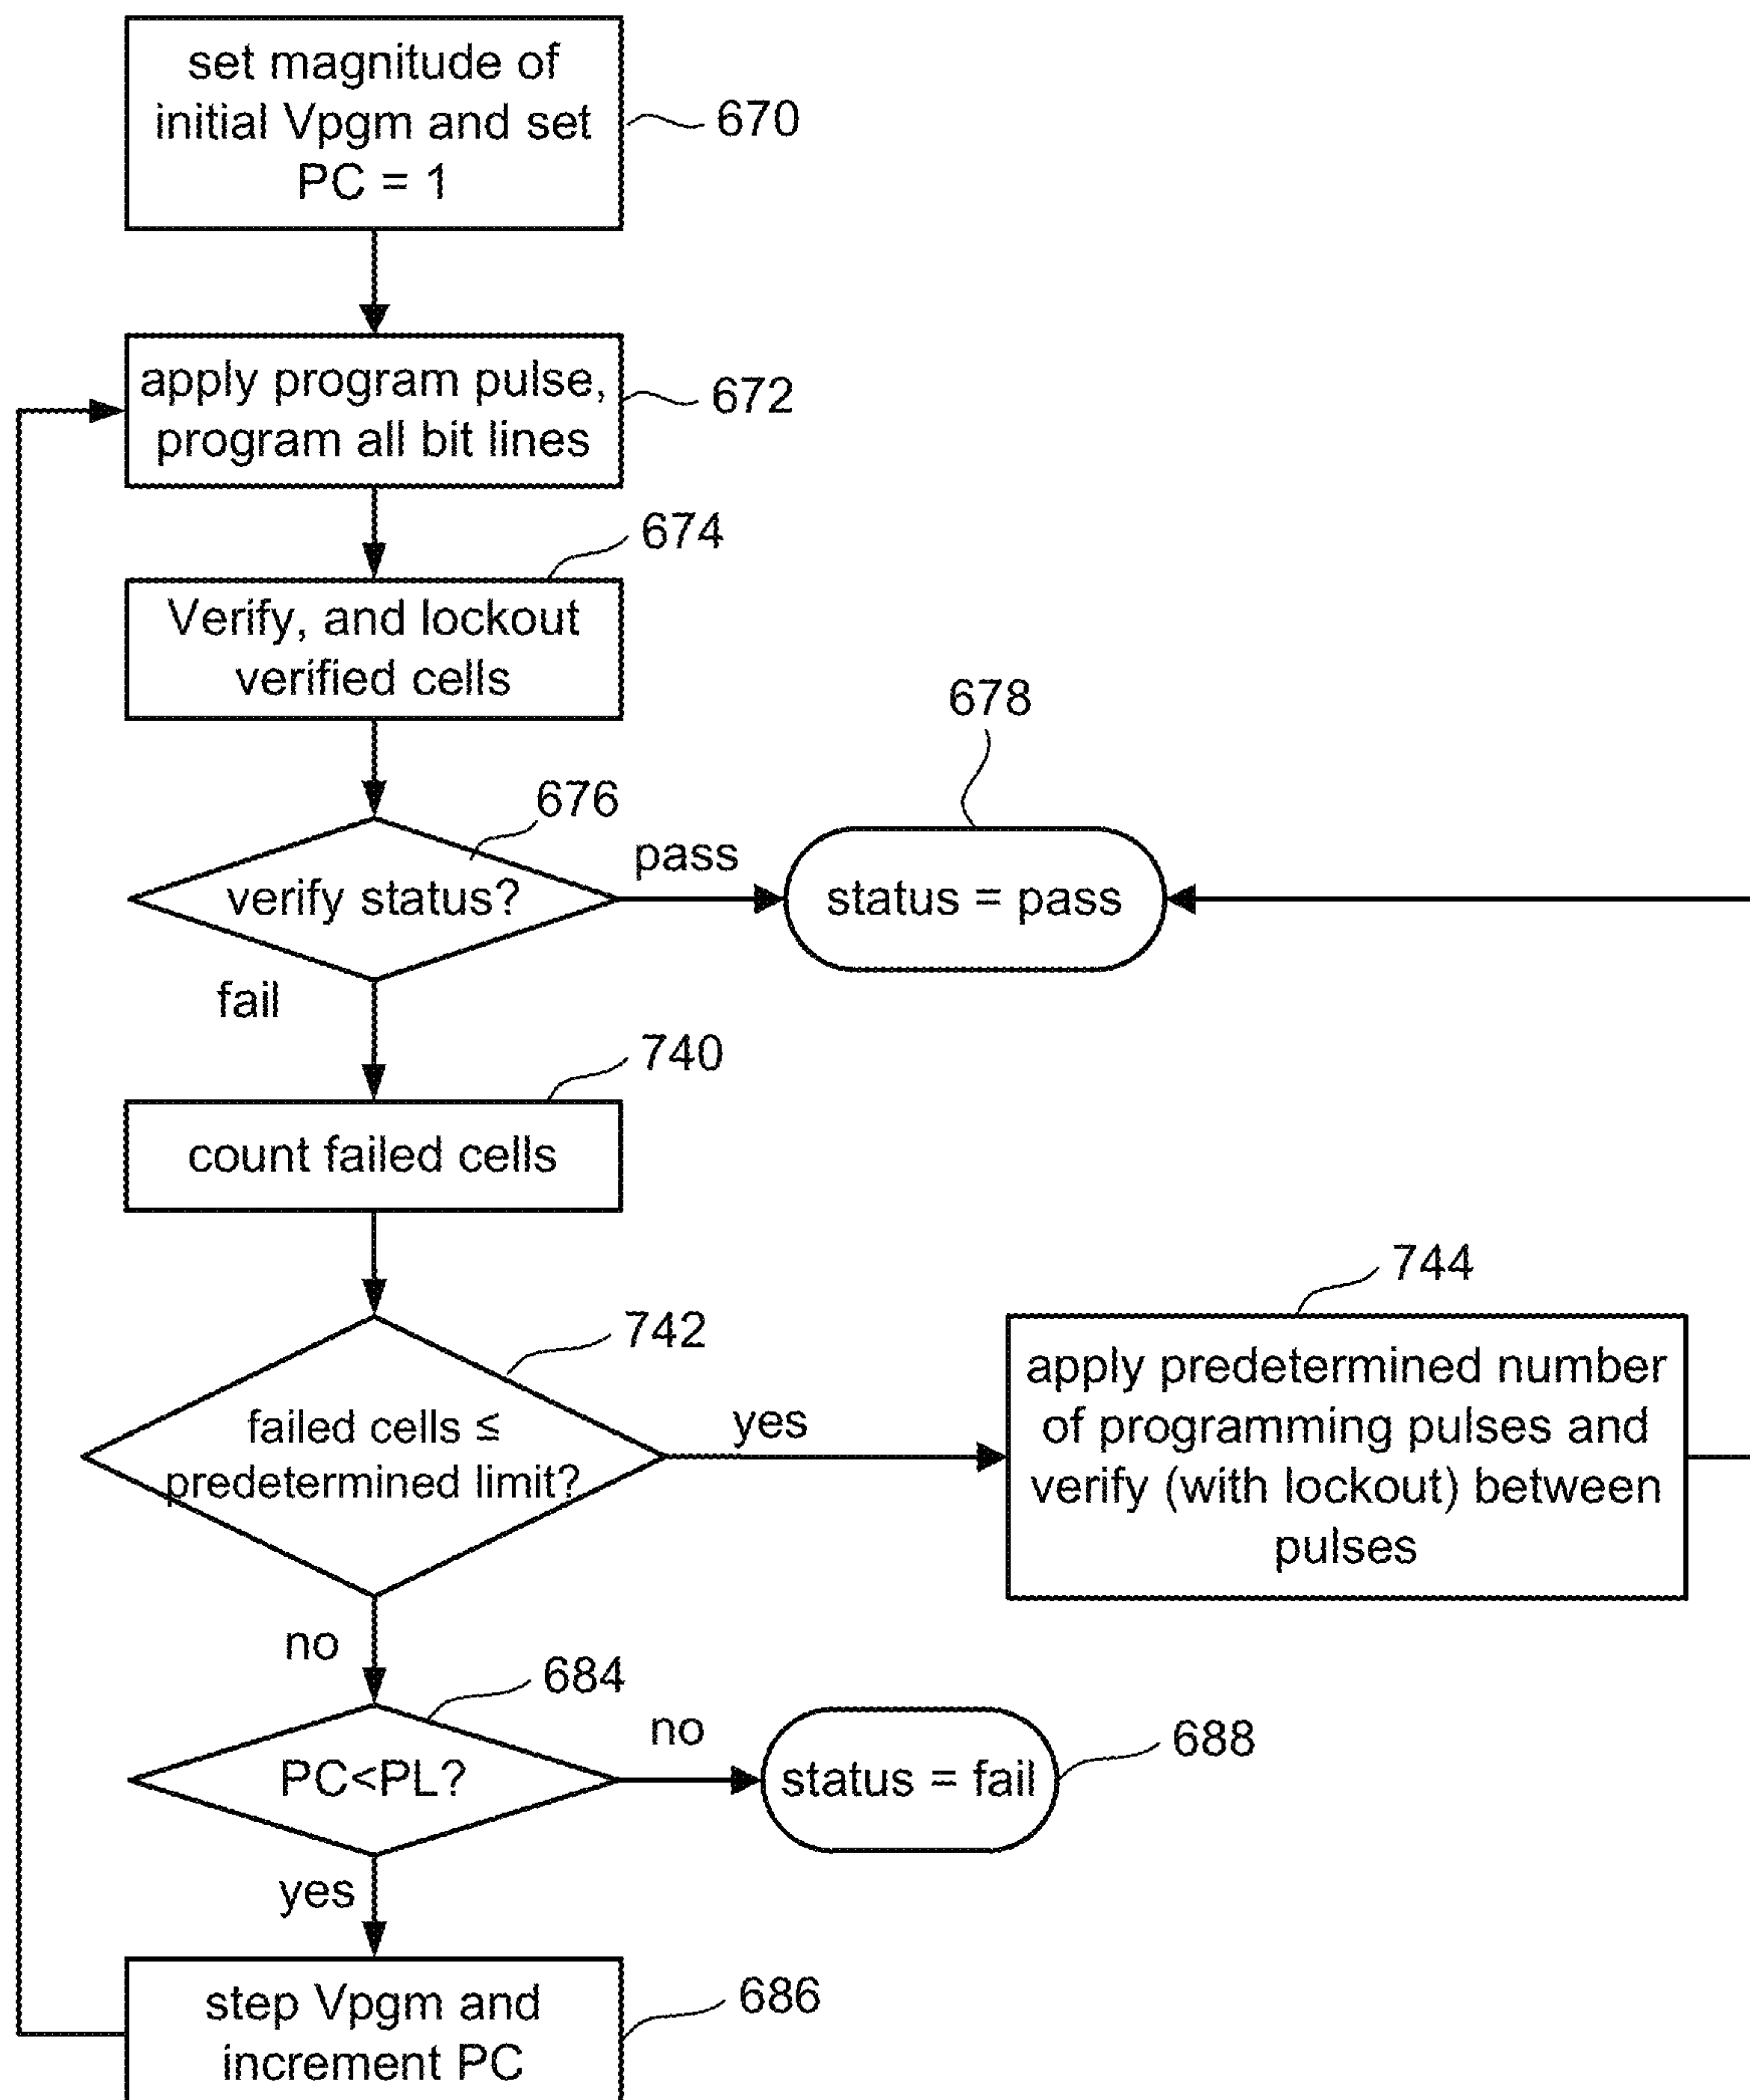 set magnitude of
initial Vpgm and set
PC = 1
670
apply program pulse,
program all bit lines
672
674
Verify, and lockout
verified cells
678
676
pass
verify status?
status = pass
fail
740
count failed cells
744
742
failed cells ≤
predetermined limit?
yes
apply predetermined number
of programming pulses and
verify (with lockout) between
pulses
no
684
no
688
PC<PL?
status = fail
yes
step Vpgm and
increment PC
686